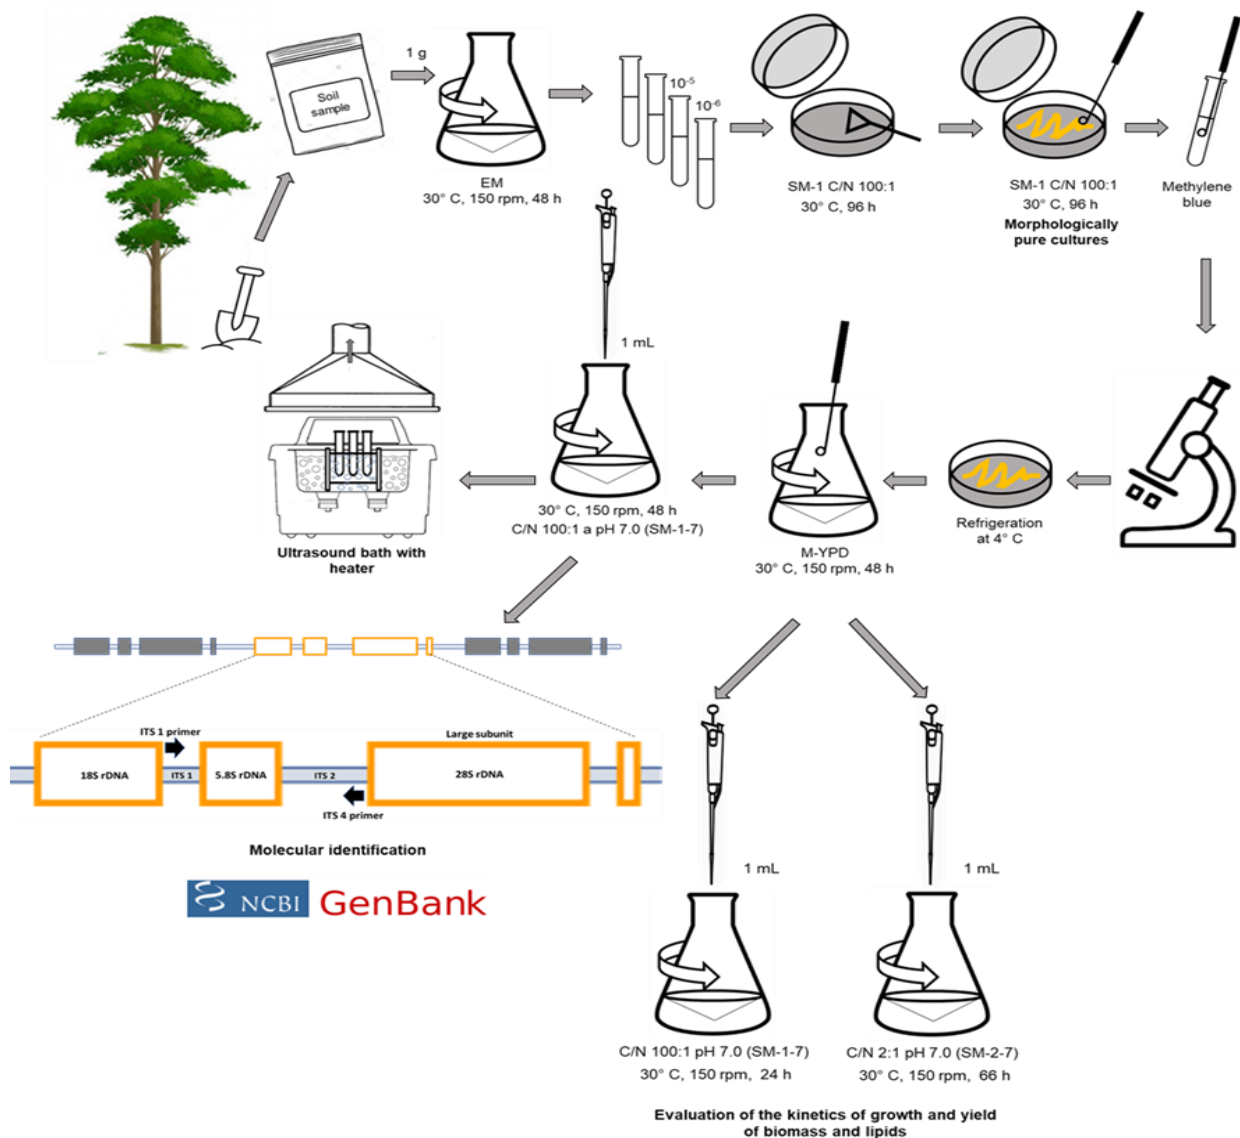 1 g
Soil
sample
EM
30° C, 150 rpm, 48 h
10⁻⁵
10⁻⁶
SM-1 C/N 100:1
30° C, 96 h
SM-1 C/N 100:1
30° C, 96 h
Morphologically
pure cultures
Methylene
blue
Refrigeration
at 4° C
M-YPD
30° C, 150 rpm, 48 h
1 mL
30° C, 150 rpm, 48 h
C/N 100:1 a pH 7.0 (SM-1-7)
Ultrasound bath with
heater
ITS 1 primer
Large subunit
18S rDNA
ITS 1
5.8S rDNA
ITS 2
28S rDNA
ITS 4 primer
Molecular identification
NCBI
GenBank
1 mL
C/N 100:1 pH 7.0 (SM-1-7)
30° C, 150 rpm, 24 h
1 mL
C/N 2:1 pH 7.0 (SM-2-7)
30° C, 150 rpm, 66 h
Evaluation of the kinetics of growth and yield
of biomass and lipids